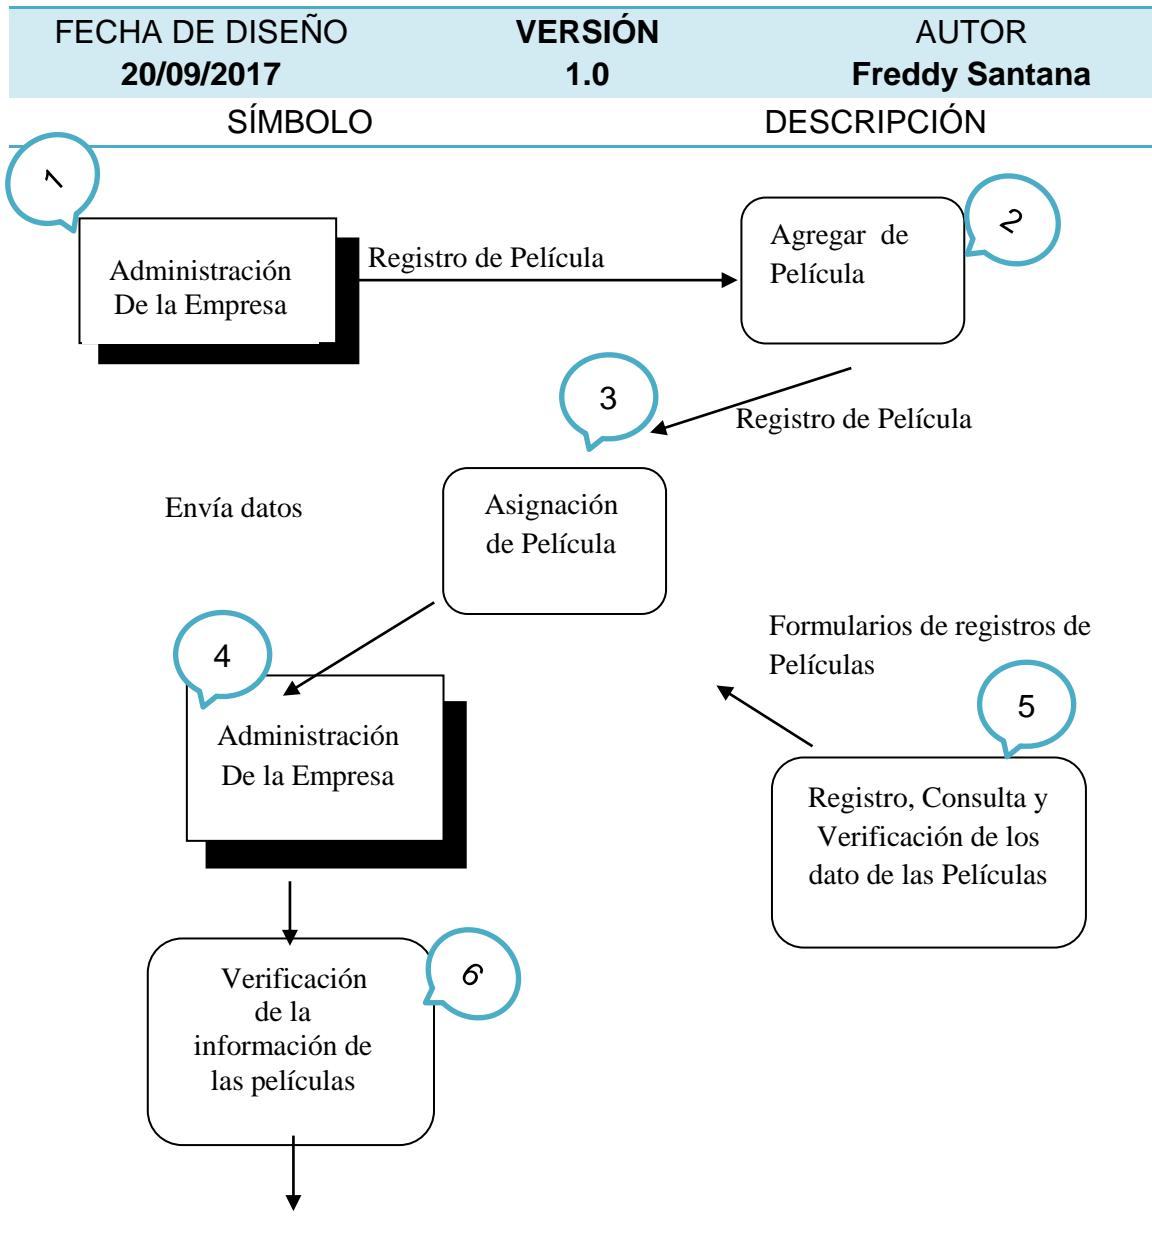 FECHA DE DISEÑO VERSIÓN AUTOR
20/09/2017 1.0 Freddy Santana
SÍMBOLO DESCRIPCIÓN
1
Administración
De la Empresa
Registro de Película
2
Agregar de
Película
3
Registro de Película
Envía datos
Asignación
de Película
4
Administración
De la Empresa
Formularios de registros de
Películas
5
Registro, Consulta y
Verificación de los
dato de las Películas
6
Verificación
de la
información de
las películas